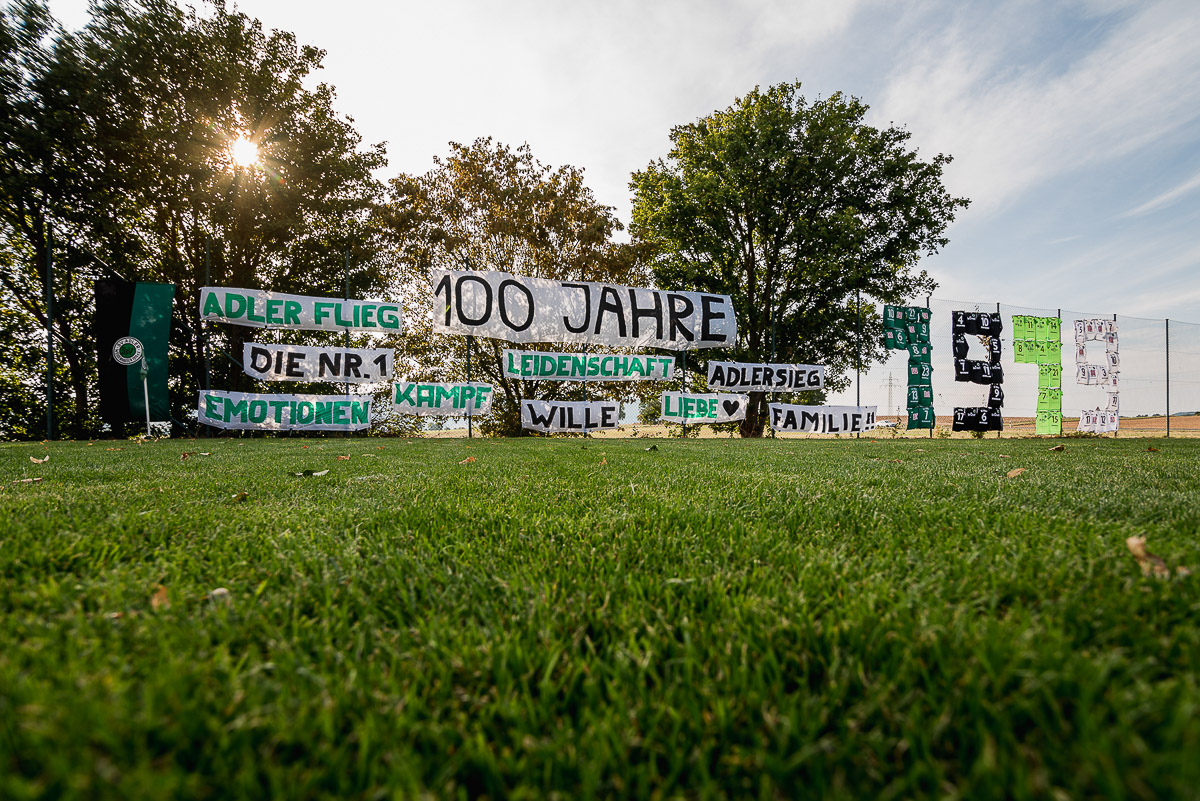 ADLER FLIEG
100 JAHRE
DIE NR.1
LEIDENSCHAFT
ADLERSIEG
EMOTIONEN
KAMPF
WILLE
LIEBE ♥
FAMILIE!!